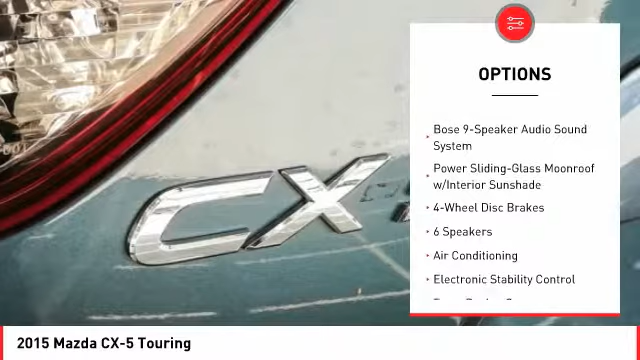 CX
OPTIONS
Bose 9-Speaker Audio Sound
System
Power Sliding-Glass Moonroof
w/Interior Sunshade
4-Wheel Disc Brakes
6 Speakers
Air Conditioning
Electronic Stability Control
2015 Mazda CX-5 Touring